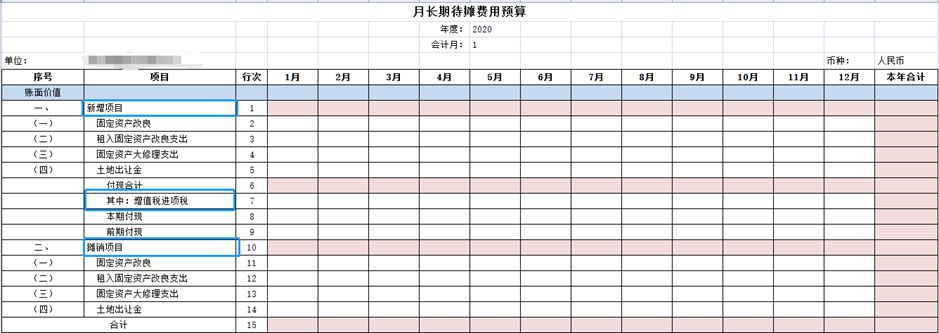 月长期待摊费用预算
年度： 2020
会计月： 1
单位： 币种： 人民币
序号 项目 行次 1月 2月 3月 4月 5月 6月 7月 8月 9月 10月 11月 12月 本年合计
账面价值
一、 新增项目 1
（一） 固定资产改良 2
（二） 租入固定资产改良支出 3
（三） 固定资产大修理支出 4
（四） 土地出让金 5
付现合计 6
其中：增值税进项税 7
本期付现 8
前期付现 9
二、 摊销项目 10
（一） 固定资产改良 11
（二） 租入固定资产改良支出 12
（三） 固定资产大修理支出 13
（四） 土地出让金 14
合计 15